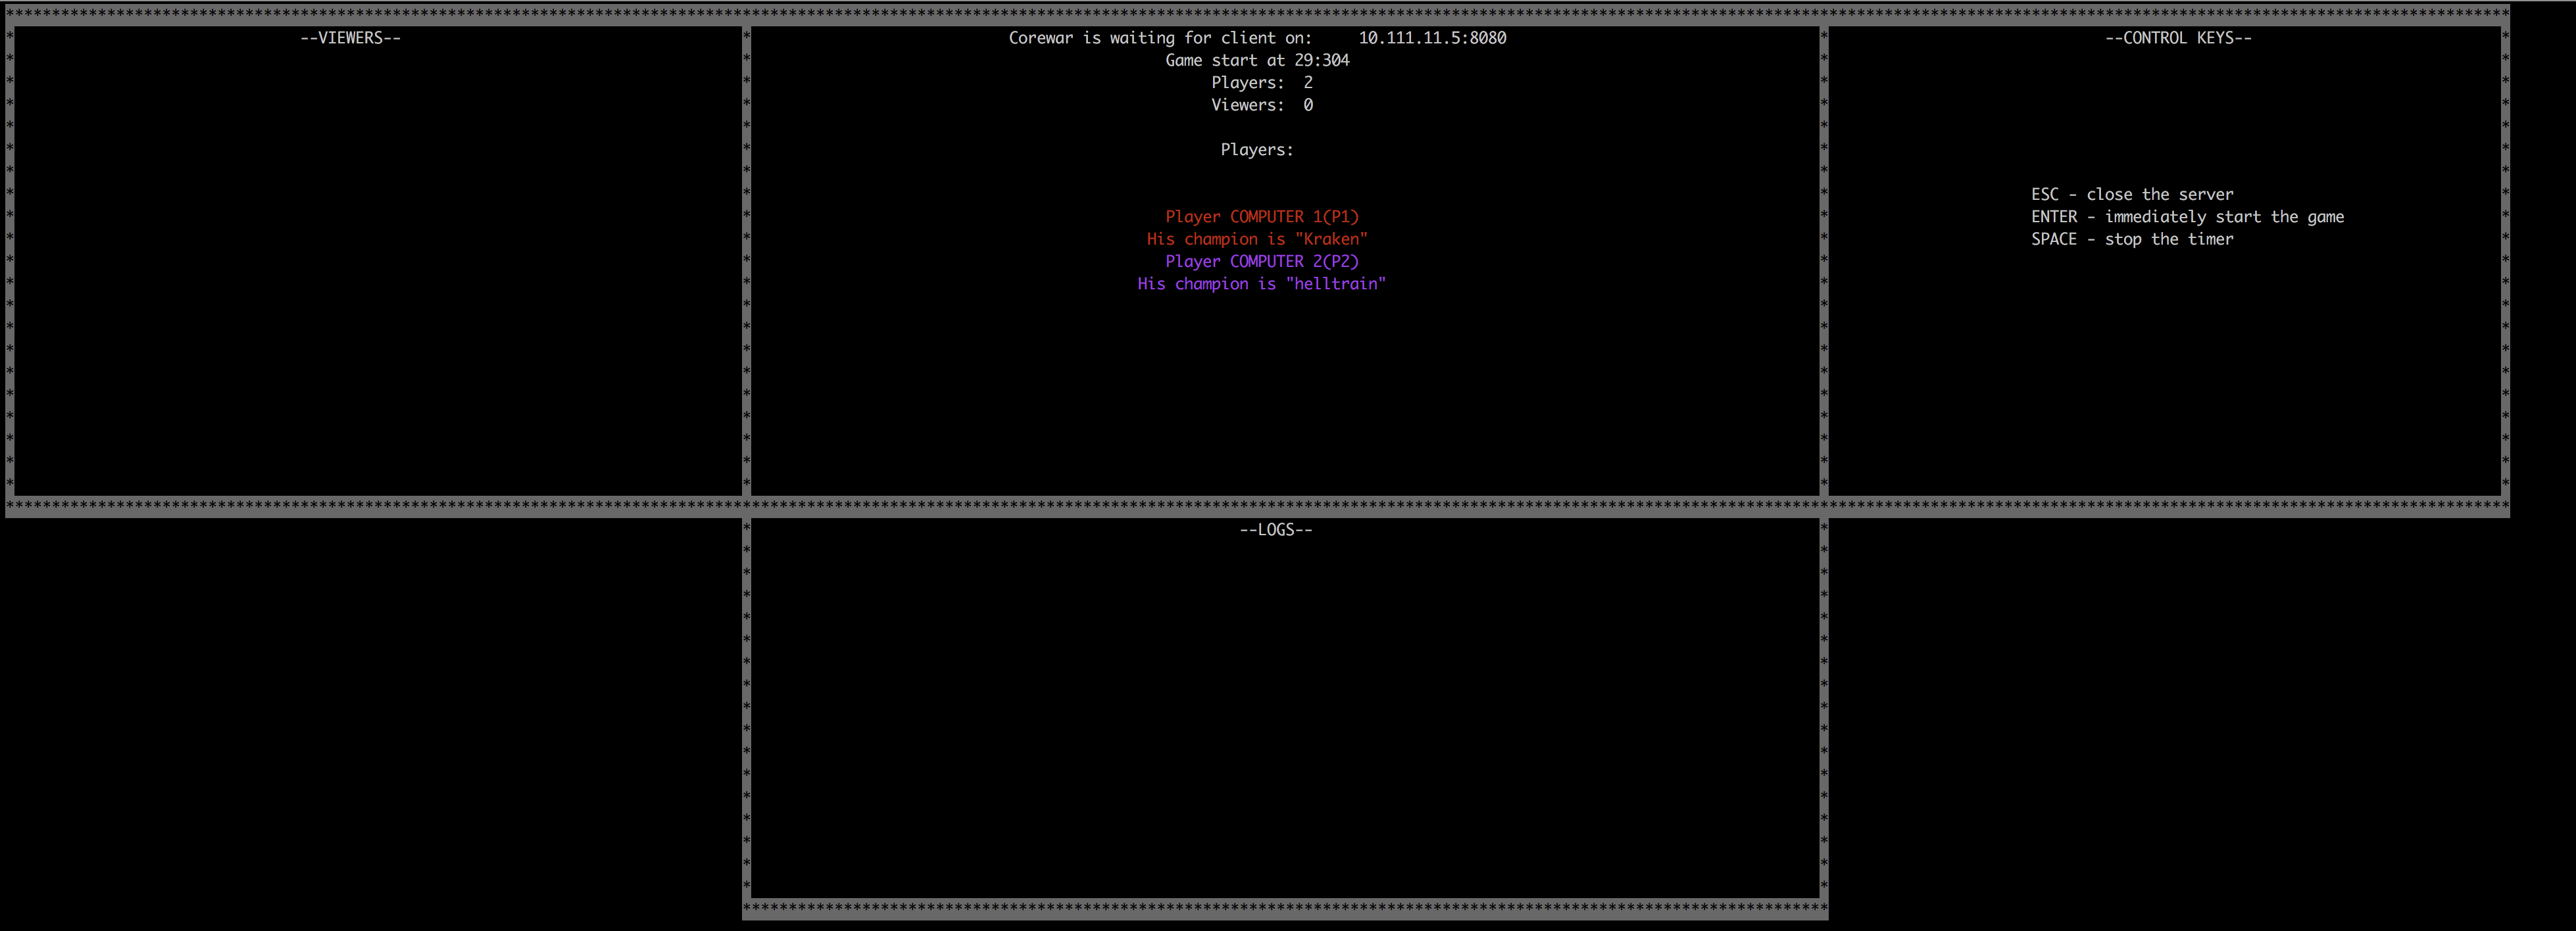 --VIEWERS--
Corewar is waiting for client on: 10.111.11.5:8080
Game start at 29:304
Players: 2
Viewers: 0
Players:
Player COMPUTER 1(P1)
His champion is "Kraken"
Player COMPUTER 2(P2)
His champion is "helltrain"
--CONTROL KEYS--
ESC - close the server
ENTER - immediately start the game
SPACE - stop the timer
--LOGS--